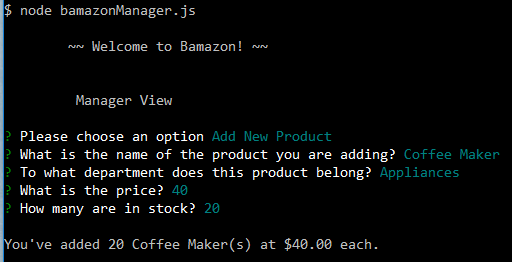 $ node bamazonManager.js
~~ Welcome to Bamazon! ~~
Manager View
? Please choose an option Add New Product
? What is the name of the product you are adding? Coffee Maker
? To what department does this product belong? Appliances
? What is the price? 40
? How many are in stock? 20
You've added 20 Coffee Maker(s) at $40.00 each.